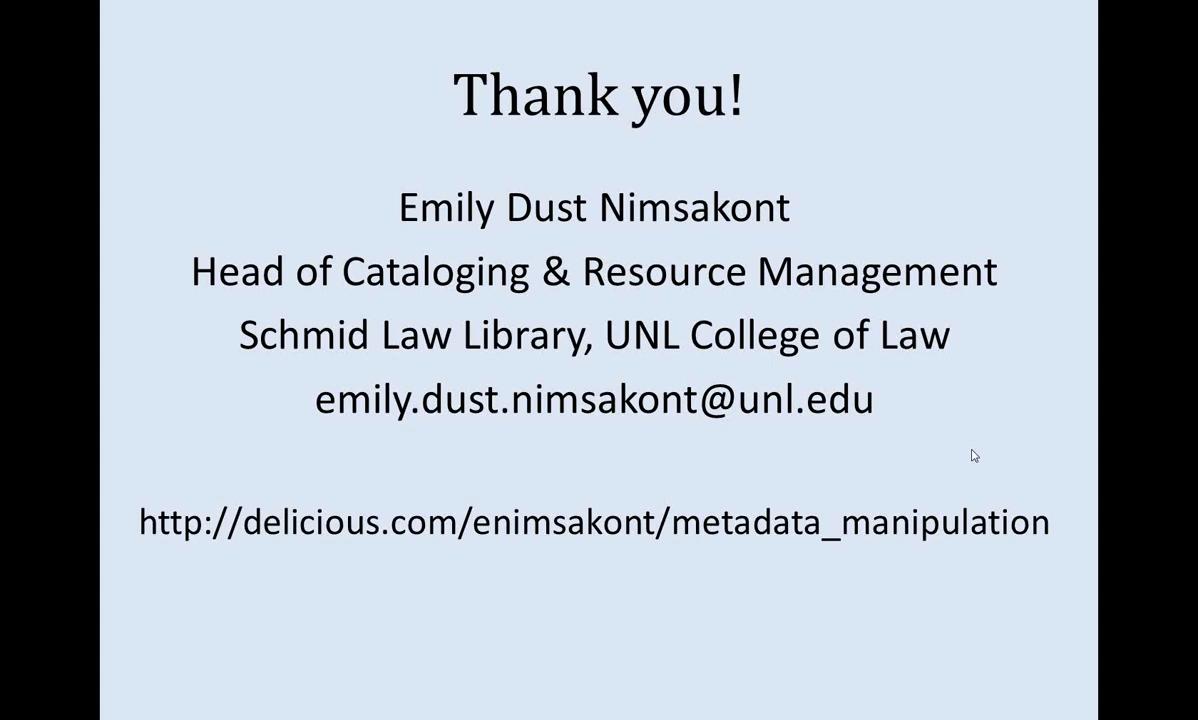 Thank you!
Emily Dust Nimsakont
Head of Cataloging & Resource Management
Schmid Law Library, UNL College of Law
emily.dust.nimsakont@unl.edu
http://delicious.com/enimsakont/metadata_manipulation